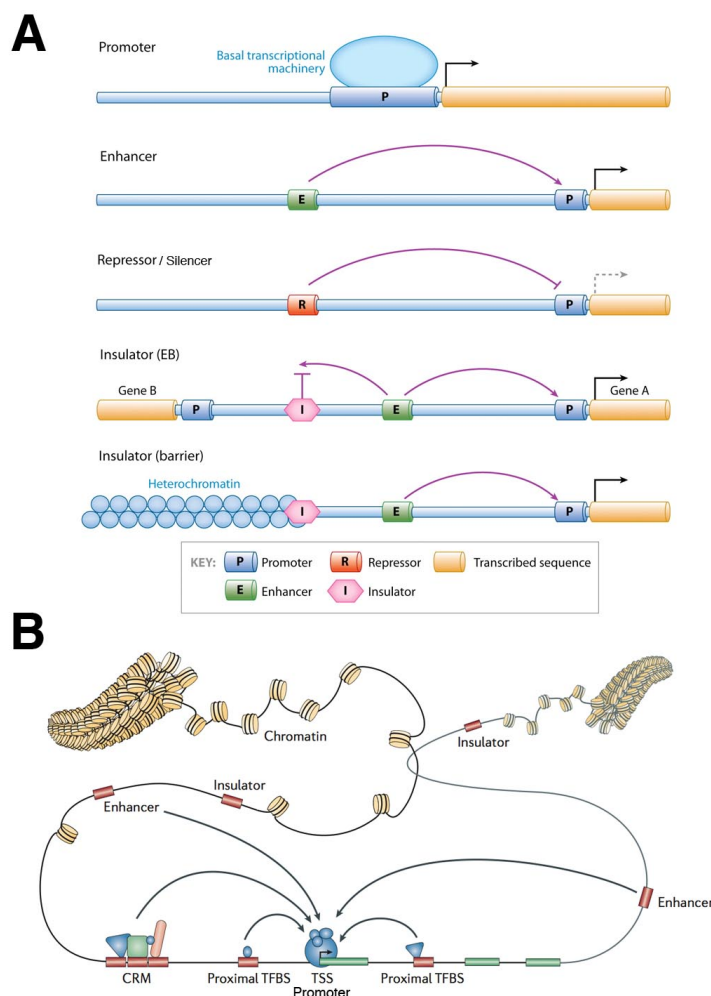 A
Promoter
Basal transcriptional
machinery
P
Enhancer
E
P
Repressor / Silencer
R
P
Insulator (EB)
Gene B
Gene A
P
I
E
P
Insulator (barrier)
Heterochromatin
I
E
P
KEY:
P Promoter
R Repressor
Transcribed sequence
E Enhancer
I Insulator
B
Chromatin
Insulator
Insulator
Enhancer
Enhancer
CRM
Proximal TFBS
TSS
Promoter
Proximal TFBS